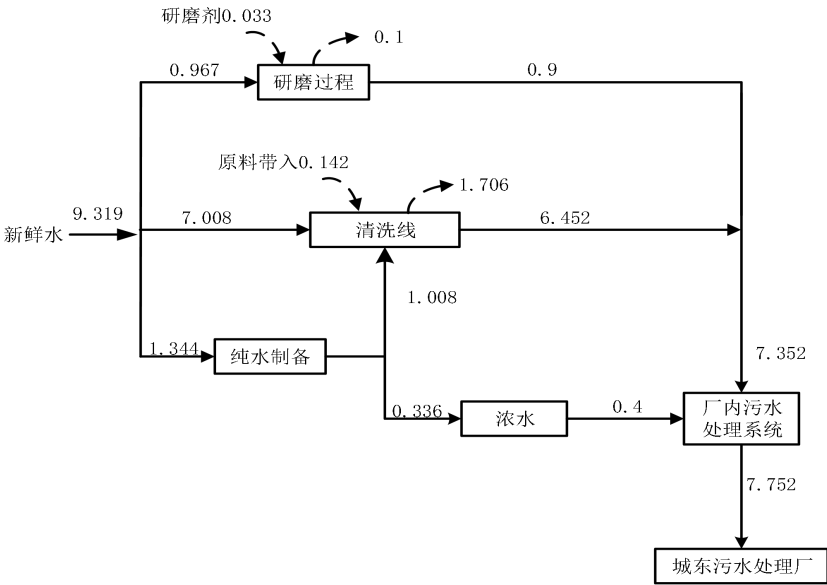 研磨剂0.033
0.1
0.967
研磨过程
0.9
原料带入0.142
1.706
9.319
新鲜水
7.008
清洗线
6.452
1.008
1.344
纯水制备
7.352
0.336
浓水
0.4
厂内污水
处理系统
7.752
城东污水处理厂